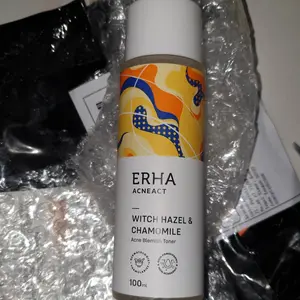 ERHA
ACNEACT
WITCH HAZEL &
CHAMOMILE
Acne Blemish Toner
100ml